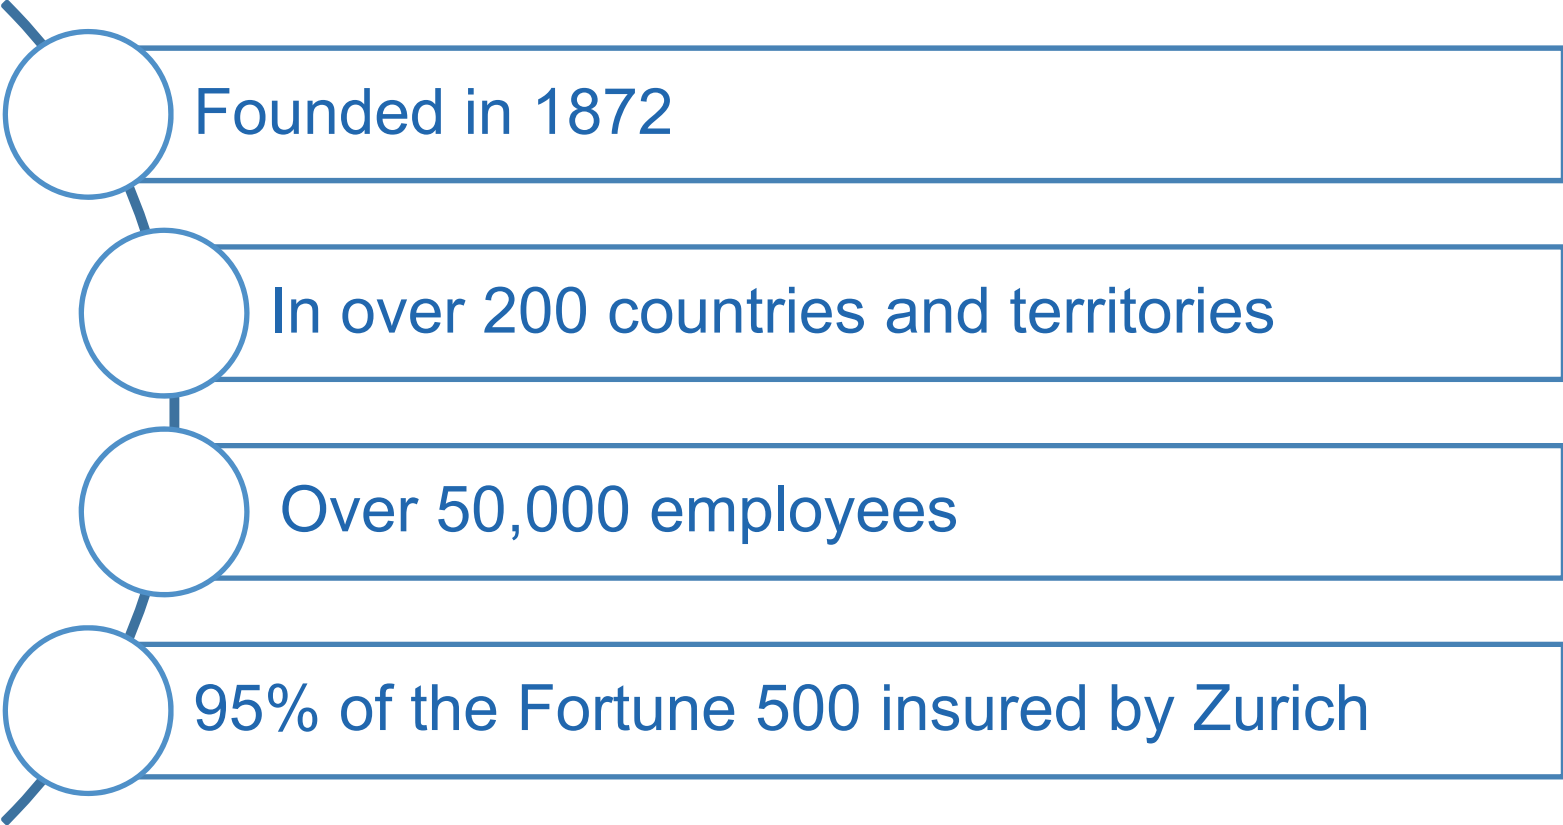 Founded in 1872
In over 200 countries and territories
Over 50,000 employees
95% of the Fortune 500 insured by Zurich